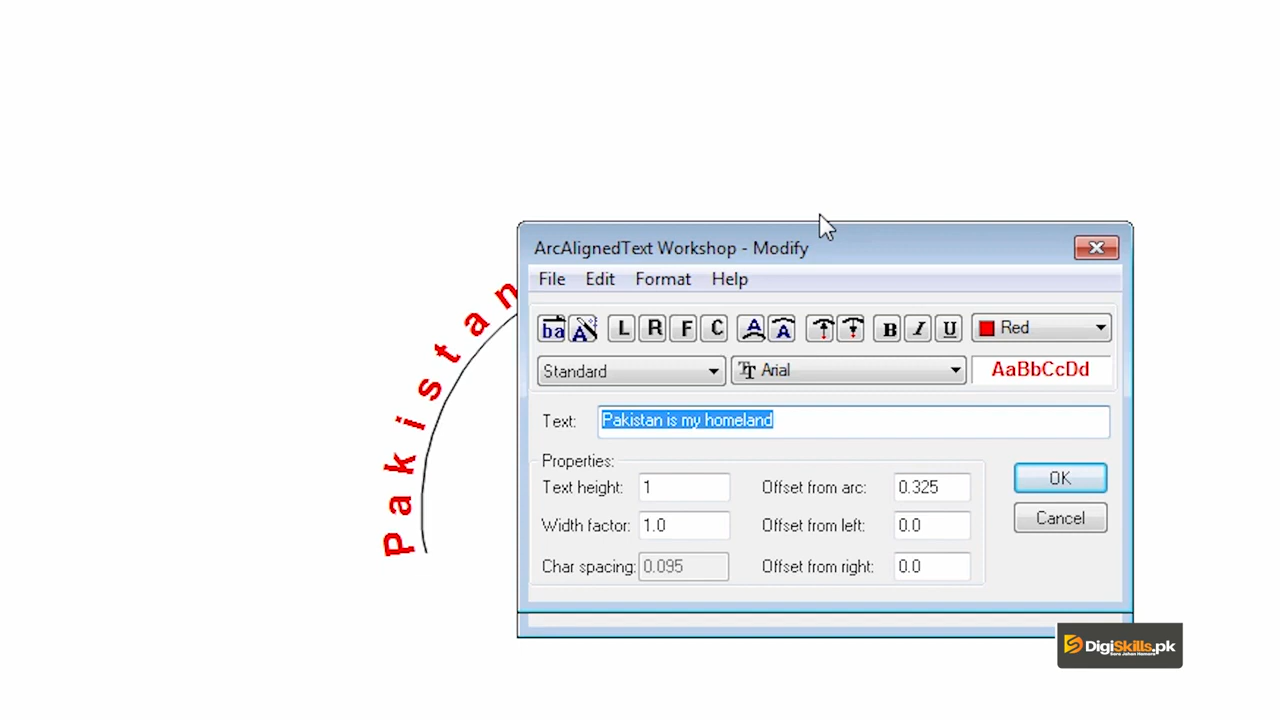 Pakistan
ArcAlignedText Workshop - Modify
File Edit Format Help
ba A L R F C A A B I U Red
Standard Arial AaBbCcDd
Text: Pakistan is my homeland
Properties:
Text height: 1 Offset from arc: 0.325 OK
Width factor: 1.0 Offset from left: 0.0 Cancel
Char spacing: 0.095 Offset from right: 0.0
DigiSkills.pk